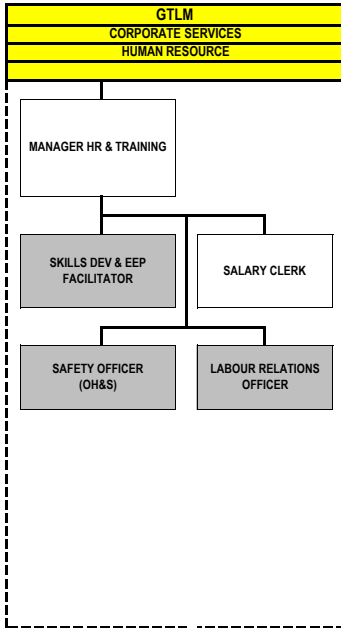 GTLM
CORPORATE SERVICES
HUMAN RESOURCE
MANAGER HR & TRAINING
SKILLS DEV & EEP
FACILITATOR
SALARY CLERK
SAFETY OFFICER
(OH&S)
LABOUR RELATIONS
OFFICER